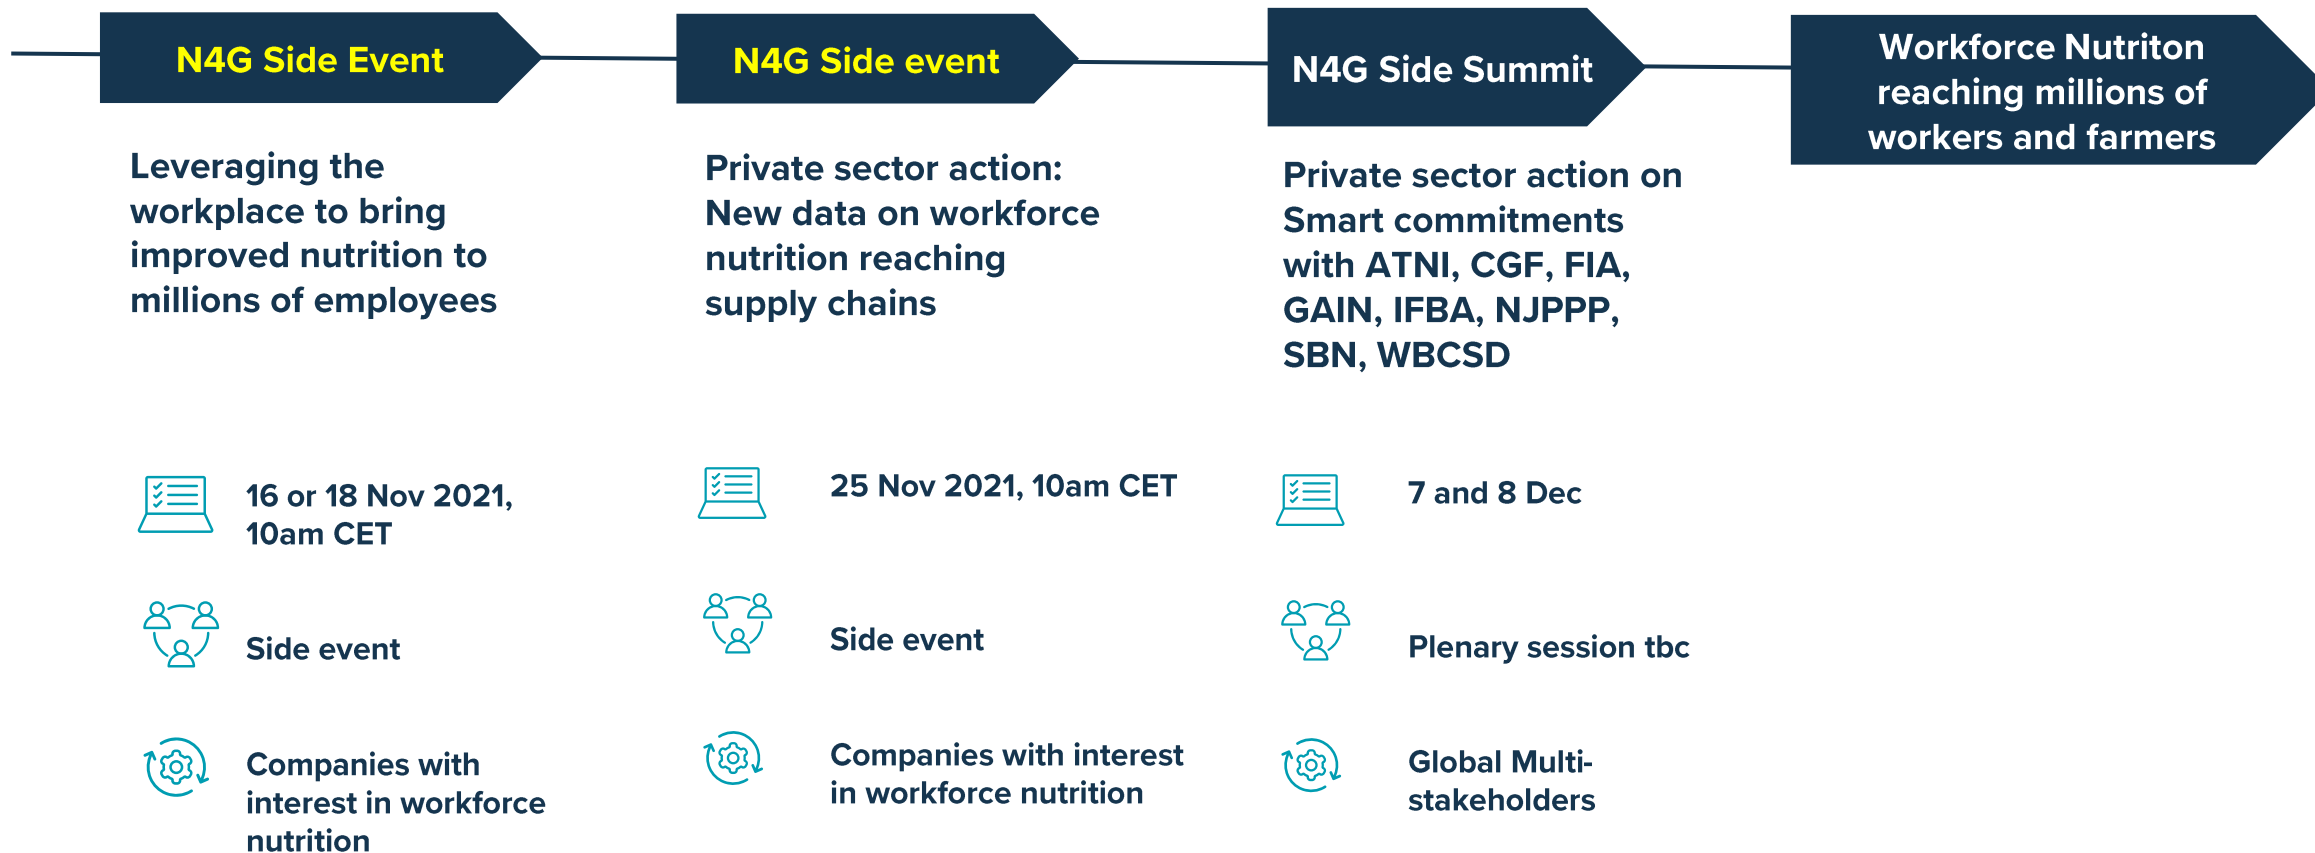 N4G Side Event
Leveraging the
workplace to bring
improved nutrition to
millions of employees
16 or 18 Nov 2021,
10am CET
Side event
Companies with
interest in workforce
nutrition
N4G Side event
Private sector action:
New data on workforce
nutrition reaching
supply chains
25 Nov 2021, 10am CET
Side event
Companies with interest
in workforce nutrition
N4G Side Summit
Private sector action on
Smart commitments
with ATNI, CGF, FIA,
GAIN, IFBA, NJPPP,
SBN, WBCSD
7 and 8 Dec
Plenary session tbc
Global Multi-
stakeholders
Workforce Nutriton
reaching millions of
workers and farmers